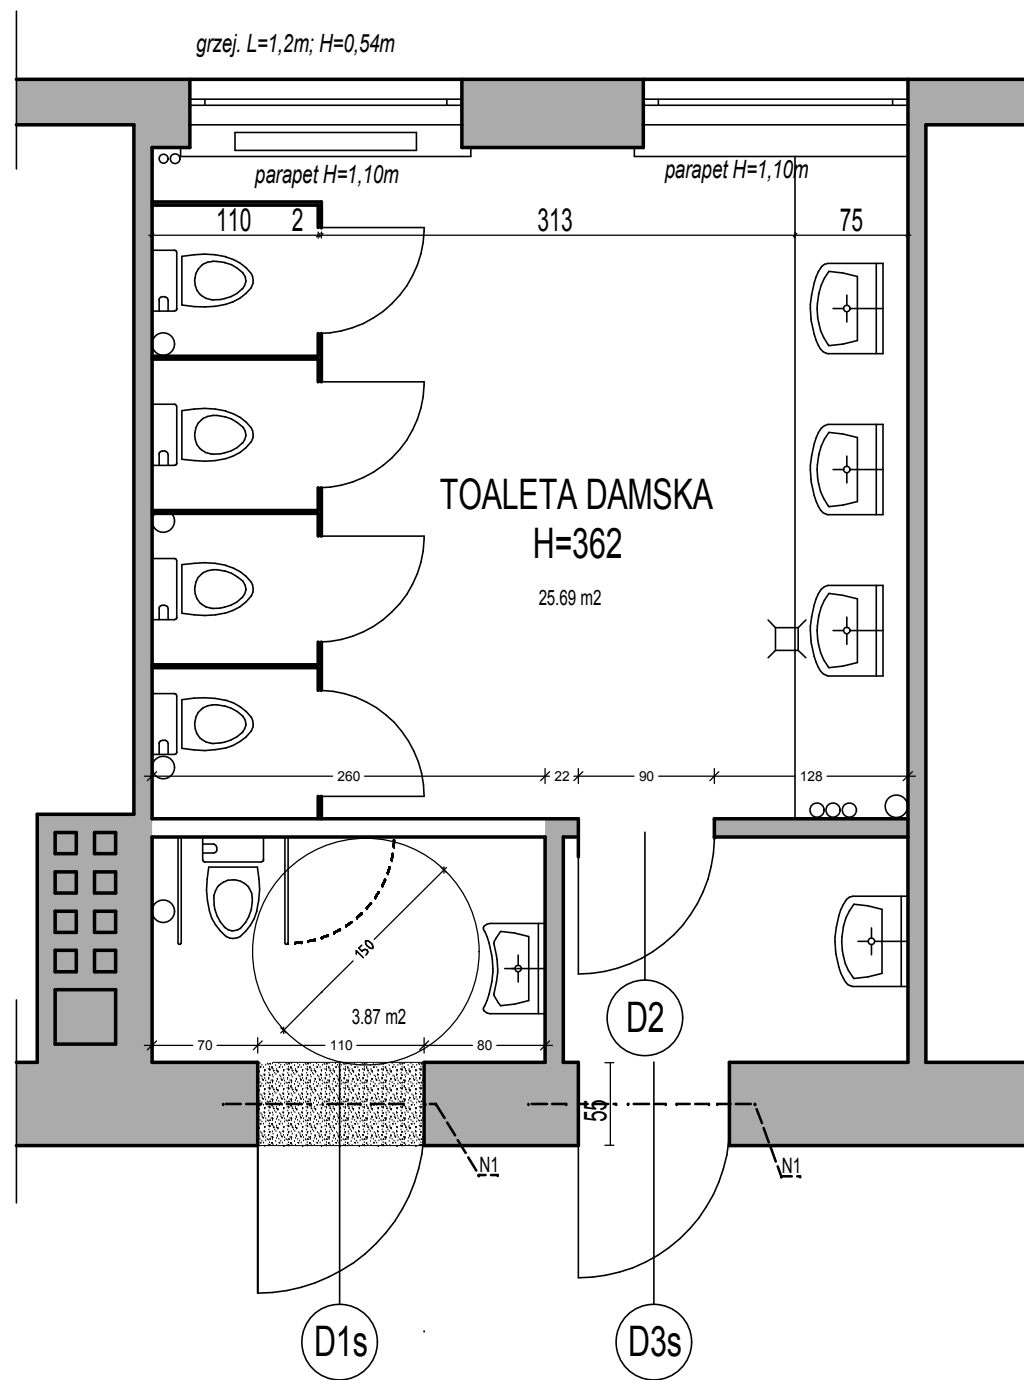 grzej. L=1,2m; H=0,54m
parapet H=1,10m
parapet H=1,10m
110
2
313
75
TOALETA DAMSKA
H=362
25.69 m2
260
22
90
128
150
3.87 m2
D2
70
110
80
55
N1
N1
D1s
D3s